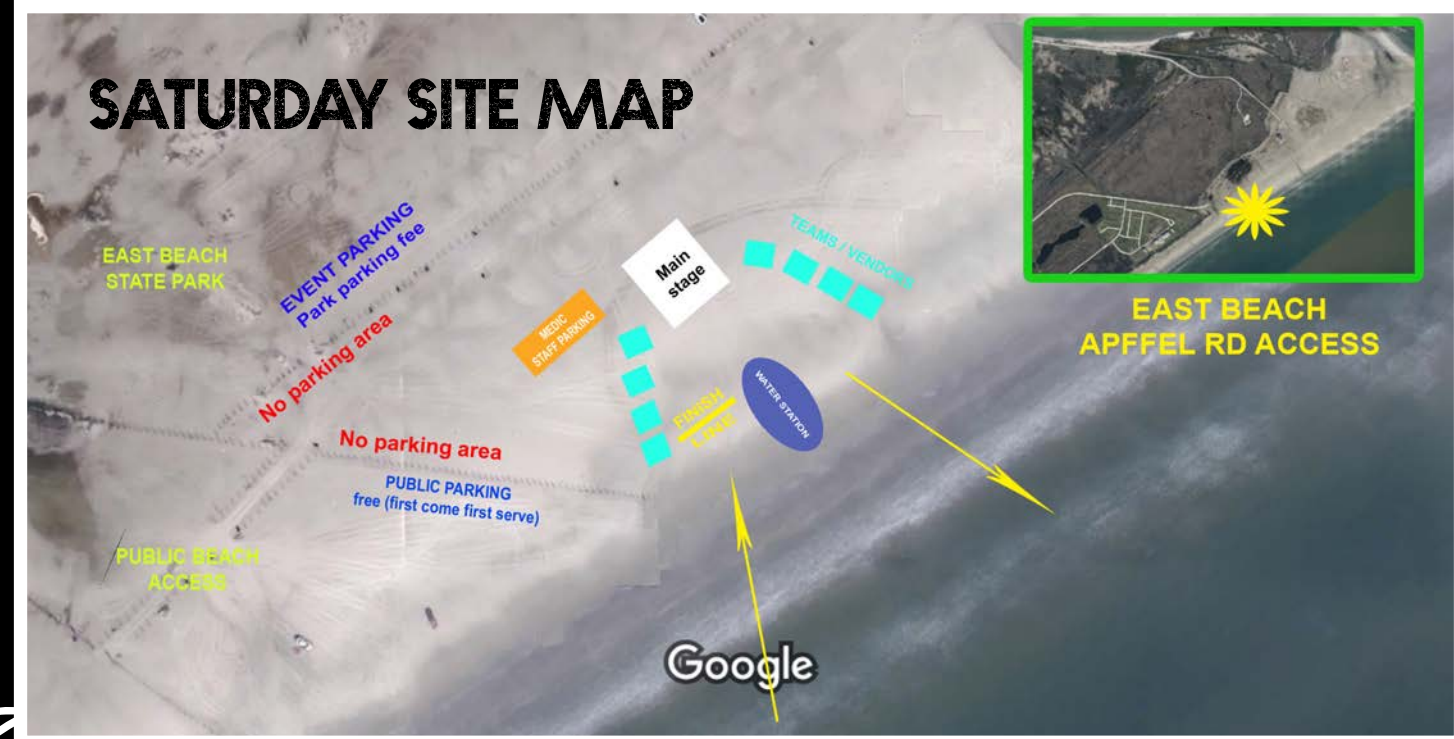 SATURDAY SITE MAP
EAST BEACH
STATE PARK
EVENT PARKING
Park parking fee
No parking area
Main
stage
TEAMS / VENDORS
MEDIC
STAFF PARKING
EAST BEACH
APFFEL RD ACCESS
FINISH
LINE
WATER STATION
No parking area
PUBLIC PARKING
free (first come first serve)
PUBLIC BEACH
ACCESS
Google